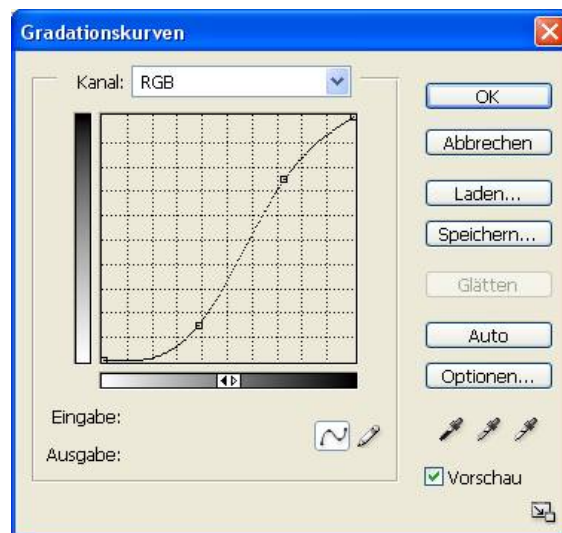 Gradationskurven
Kanal: RGB
OK
Abbrechen
Laden...
Speichern...
Glätten
Auto
Optionen...
Eingabe:
Ausgabe:
Vorschau